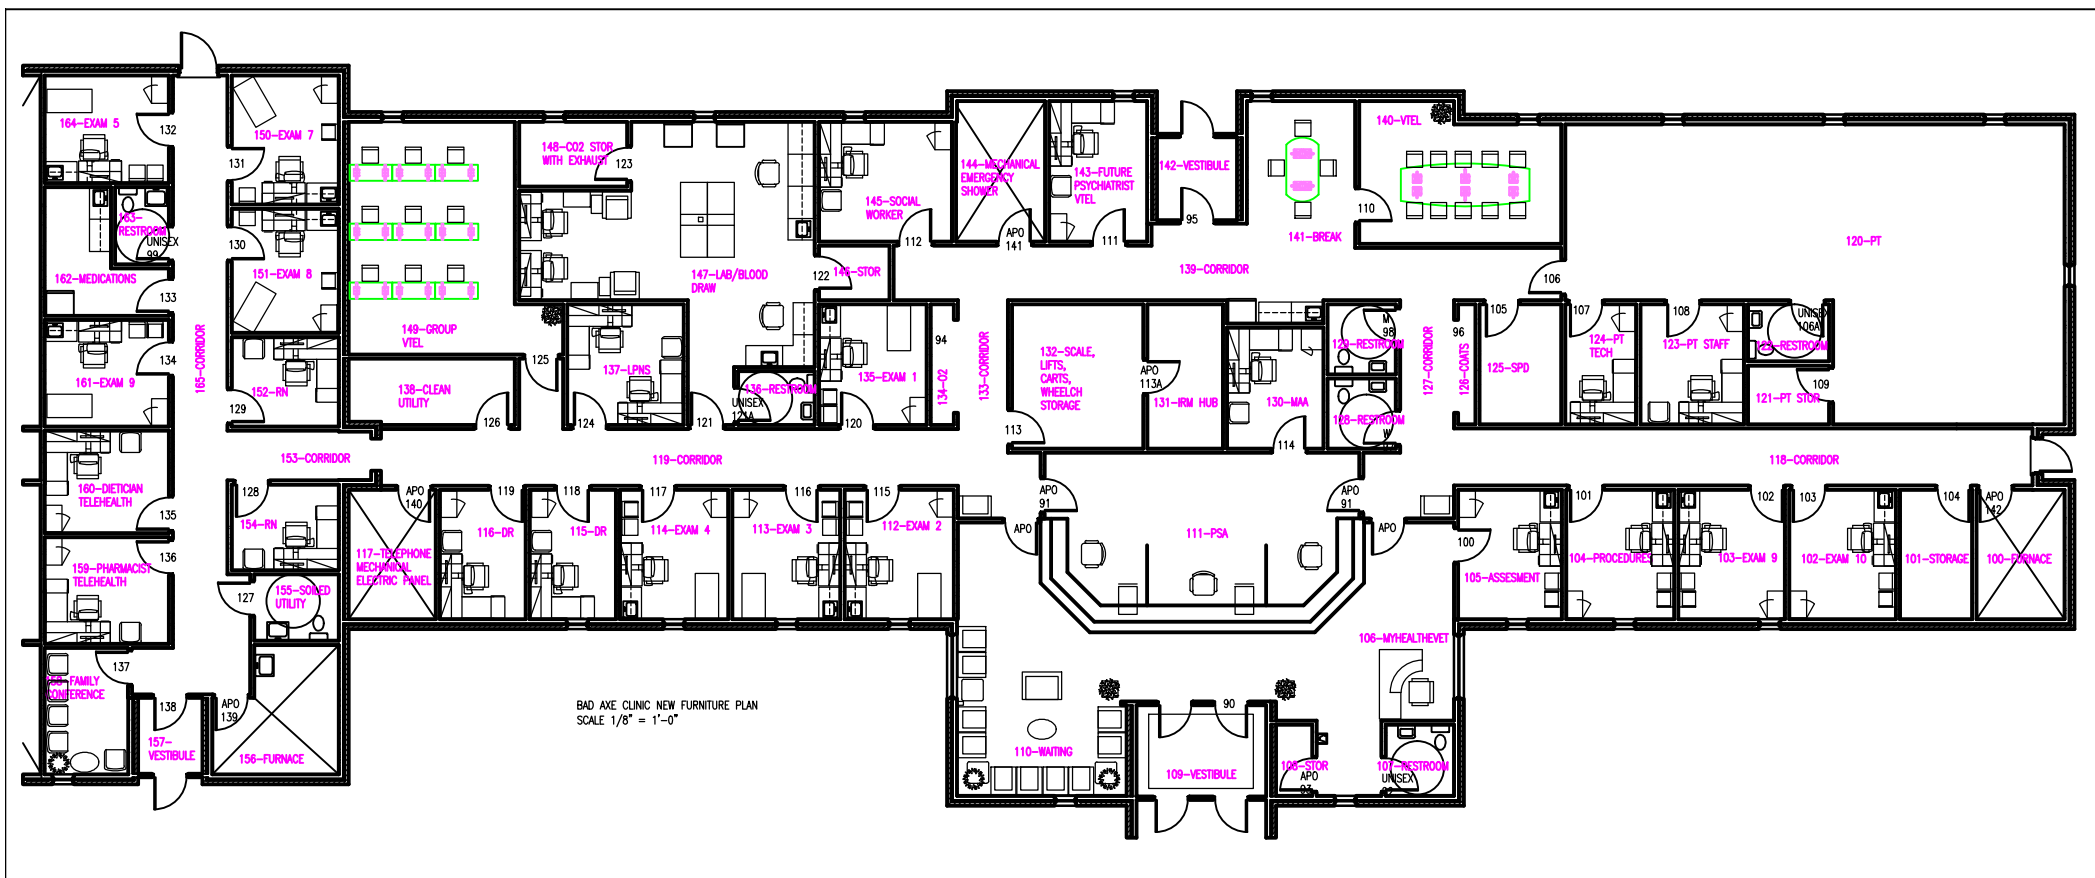 164-EXAM 5
132
150-EXAM 7
131
163-
RESTROOM
UNISEX
99
130
151-EXAM 8
162-MEDICATIONS
133
165-CORRIDOR
134
161-EXAM 9
152-RN
129
153-CORRIDOR
160-DIETICIAN
TELEHEALTH
135
128
154-RN
136
159-PHARMACIST
TELEHEALTH
127
155-SOILED
UTILITY
137
158-FAMILY
CONFERENCE
138
APO
139
157-
VESTIBULE
156-FURNACE
149-GROUP
VTEL
148-CO2 STOR
WITH EXHAUST
123
147-LAB/BLOOD
DRAW
122
146-STOR
145-SOCIAL
WORKER
112
144-MECHANICAL
EMERGENCY
SHOWER
APO
141
143-FUTURE
PSYCHIATRIST
VTEL
111
142-VESTIBULE
95
139-CORRIDOR
141-BREAK
110
140-VTEL
120-PT
106
138-CLEAN
UTILITY
125
126
124
137-LPNS
121
136-RESTROOM
UNISEX
121A
135-EXAM 1
120
94
134-O2
133-CORRIDOR
132-SCALE,
LIFTS,
CARTS,
WHEELCH
STORAGE
113
APO
113A
131-IRM HUB
130-MAA
114
M
98
129-RESTROOM
128-RESTROOM
W
127-CORRIDOR
96
126-COATS
105
125-SPD
107
124-PT
TECH
108
123-PT STAFF
UNISEX
106A
122-RESTROOM
109
121-PT STOR
119-CORRIDOR
118-CORRIDOR
APO
140
117-TELEPHONE
MECHANICAL
ELECTRIC PANEL
119
116-DR
118
115-DR
117
114-EXAM 4
116
113-EXAM 3
115
112-EXAM 2
APO
APO
91
111-PSA
APO
91
APO
100
105-ASSESMENT
101
104-PROCEDURES
102
103-EXAM 9
103
102-EXAM 10
104
101-STORAGE
APO
142
100-FURNACE
106-MYHEALTHEVET
90
110-WAITING
109-VESTIBULE
108-STOR
APO
93
107-RESTROOM
UNISEX
BAD AXE CLINIC NEW FURNITURE PLAN
SCALE 1/8" = 1'-0"